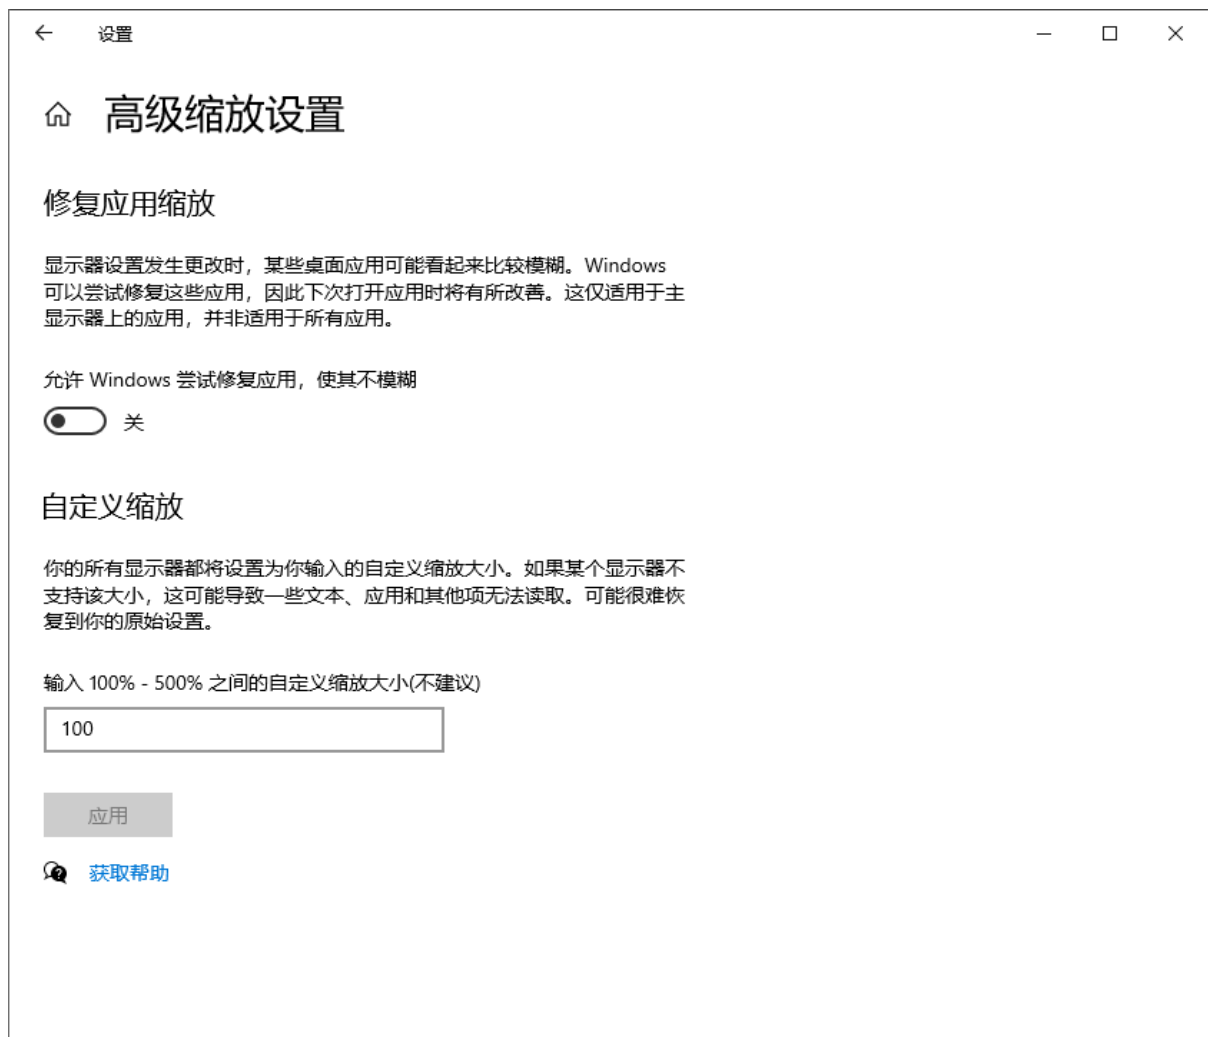 设置
高级缩放设置
修复应用缩放
显示器设置发生更改时，某些桌面应用可能看起来比较模糊。Windows
可以尝试修复这些应用，因此下次打开应用时将有所改善。这仅适用于主
显示器上的应用，并非适用于所有应用。
允许 Windows 尝试修复应用，使其不模糊
关
自定义缩放
你的所有显示器都将设置为你输入的自定义缩放大小。如果某个显示器不
支持该大小，这可能导致一些文本、应用和其他项无法读取。可能很难恢
复到你的原始设置。
输入 100% - 500% 之间的自定义缩放大小(不建议)
100
应用
获取帮助